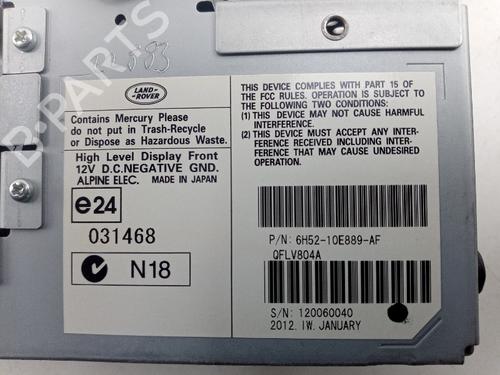 B-PARTS
LAND-
ROVER
Contains Mercury Please
do not put in Trash-Recycle
or Dispose as Hazardous Waste.
High Level Display Front
12V D.C.NEGATIVE GND.
ALPINE ELEC. MADE IN JAPAN
e24
031468
N18
THIS DEVICE COMPLIES WITH PART 15 OF
THE FCC RULES. OPERATION IS SUBJECT TO
THE FOLLOWING TWO CONDITIONS:
(1) THIS DEVICE MAY NOT CAUSE HARMFUL
INTERFERENCE.
(2) THIS DEVICE MUST ACCEPT ANY INTER-
FERENCE RECEIVED INCLUDING INTER-
FERENCE THAT MAY CAUSE UNDESIRED
OPERATION.
P/N: 6H52-10E889-AF
QFLV804A
S/N: 120060040
2012. IW. JANUARY